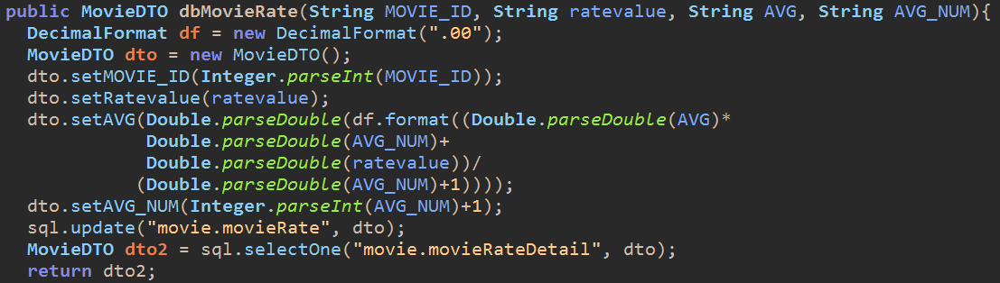 public MovieDTO dbMovieRate(String MOVIE_ID, String ratevalue, String AVG, String AVG_NUM){
DecimalFormat df = new DecimalFormat(".00");
MovieDTO dto = new MovieDTO();
dto.setMOVIE_ID(Integer.parseInt(MOVIE_ID));
dto.setRatevalue(ratevalue);
dto.setAVG(Double.parseDouble(df.format((Double.parseDouble(AVG)*
Double.parseDouble(AVG_NUM)+
Double.parseDouble(ratevalue))/
(Double.parseDouble(AVG_NUM)+1))));
dto.setAVG_NUM(Integer.parseInt(AVG_NUM)+1);
sql.update("movie.movieRate", dto);
MovieDTO dto2 = sql.selectOne("movie.movieRateDetail", dto);
return dto2;